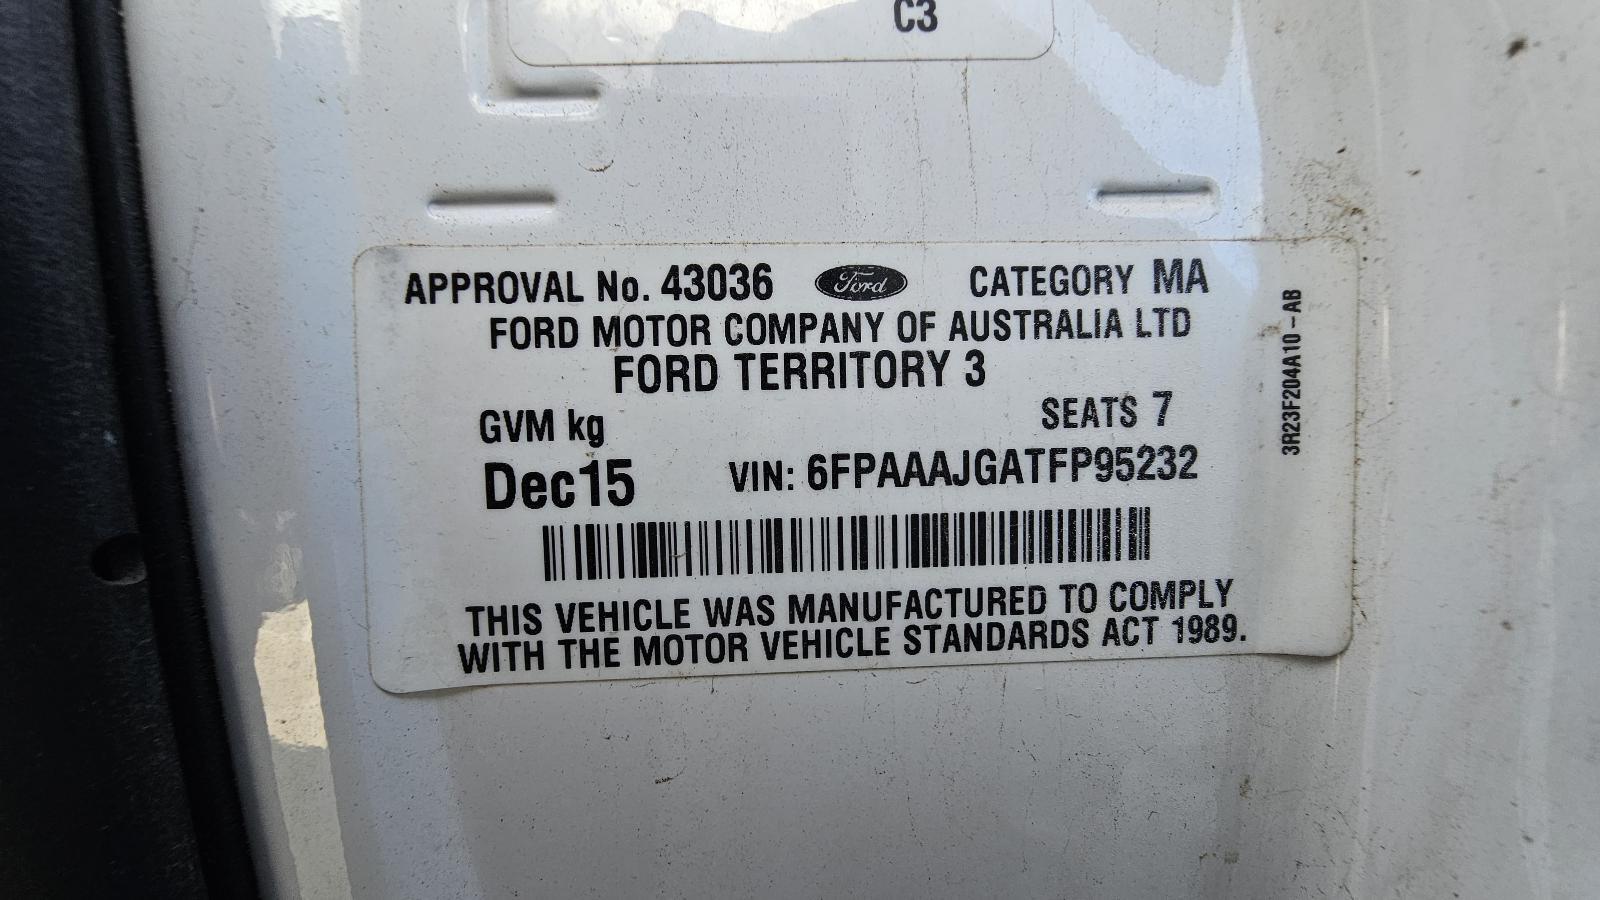 C3
APPROVAL No. 43036 Ford CATEGORY MA
FORD MOTOR COMPANY OF AUSTRALIA LTD
FORD TERRITORY 3
GVM kg SEATS 7
Dec15 VIN: 6FPAAAJGATFP95232
THIS VEHICLE WAS MANUFACTURED TO COMPLY
WITH THE MOTOR VEHICLE STANDARDS ACT 1989.
3R23F204A10-AB